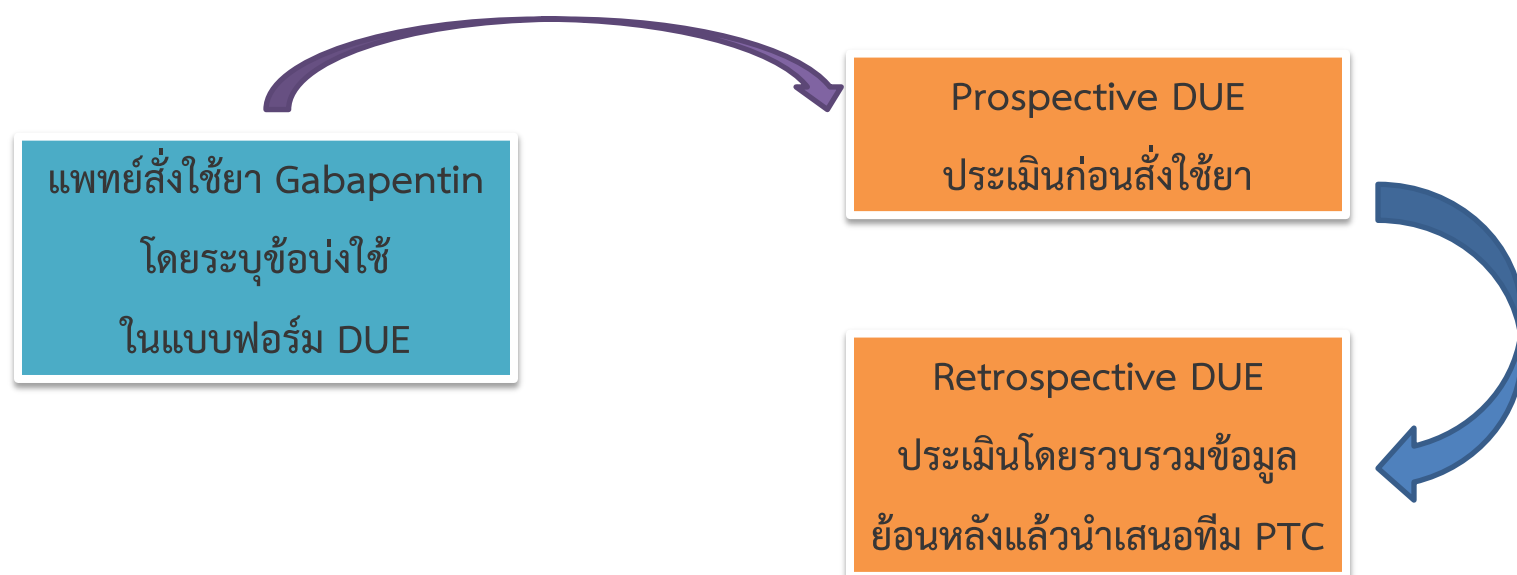 แพทย์สั่งใช้ยา Gabapentin
โดยระบุข้อบ่งใช้
ในแบบฟอร์ม DUE
Prospective DUE
ประเมินก่อนสั่งใช้ยา
Retrospective DUE
ประเมินโดยรวบรวมข้อมูล
ย้อนหลังแล้วนำเสนอทีม PTC